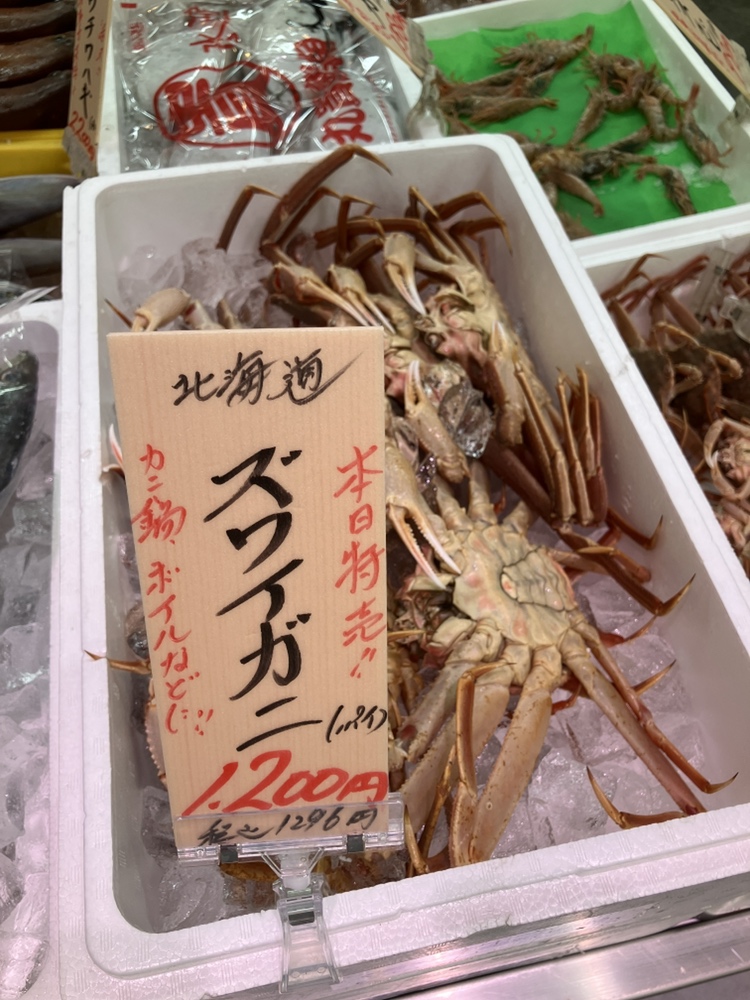 北海道
本日特売!!
ズワイガニ
(1パイ)
カニ鍋、ボイルなどに!!
1.200円
税込1296円